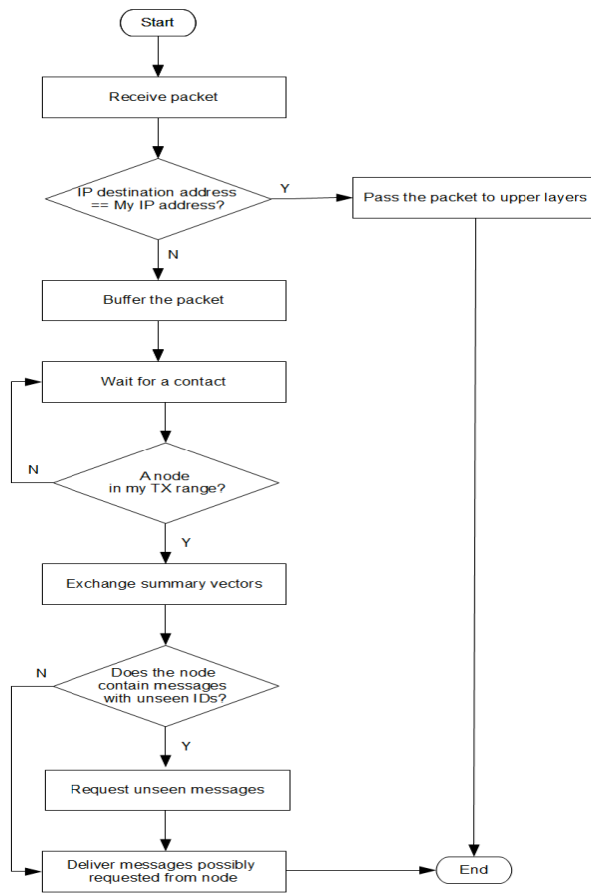 Start
Receive packet
IP destination address
== My IP address?
Y
Pass the packet to upper layers
N
Buffer the packet
Wait for a contact
N
A node
in my TX range?
Y
Exchange summary vectors
N
Does the node
contain messages
with unseen IDs?
Y
Request unseen messages
Deliver messages possibly
requested from node
End